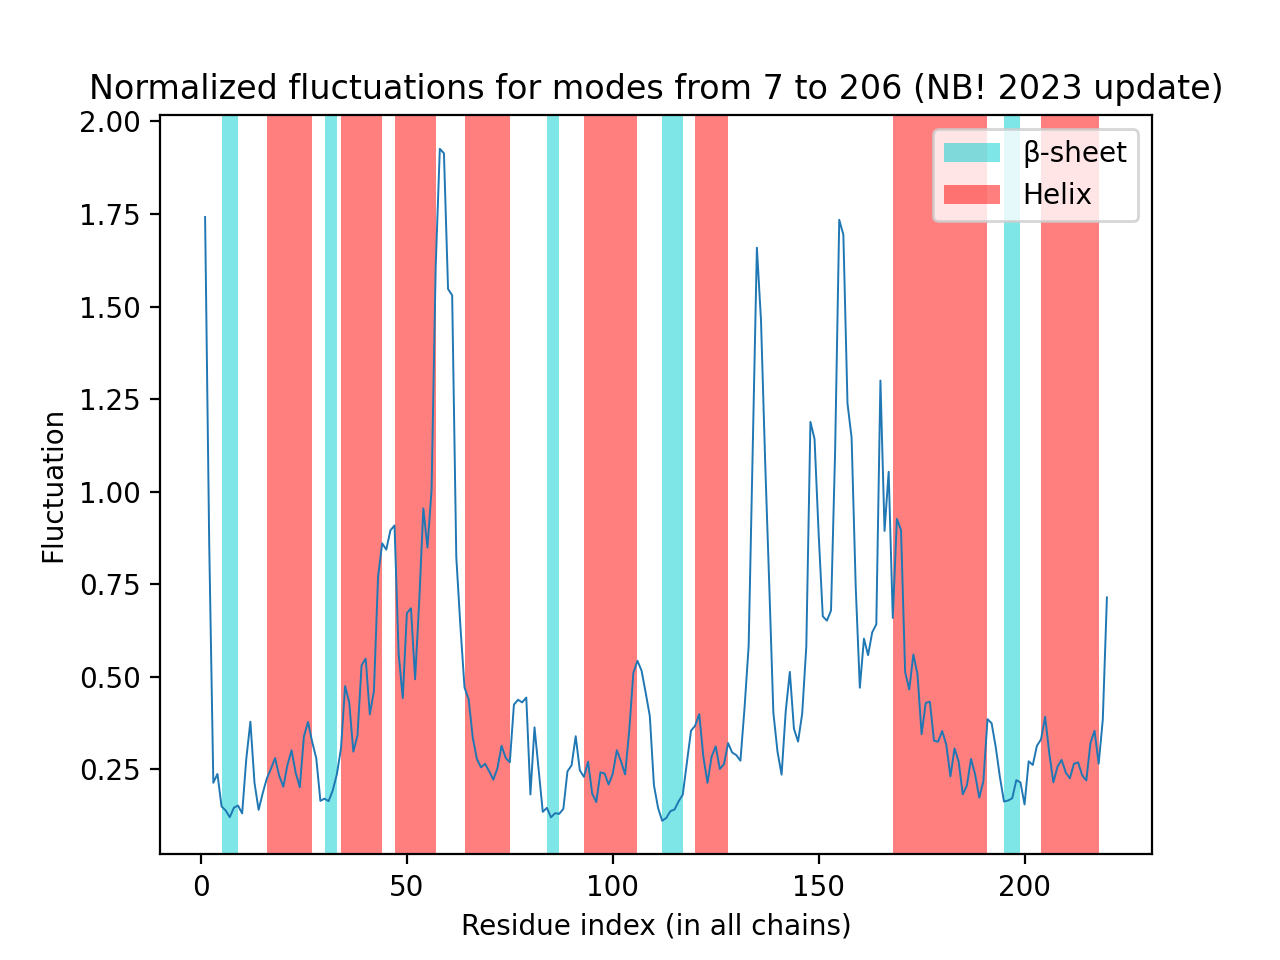 Normalized fluctuations for modes from 7 to 206 (NB! 2023 update)
2.00
1.75
1.50
1.25
1.00
0.75
0.50
0.25
Fluctuation
β-sheet
Helix
0 50 100 150 200
Residue index (in all chains)